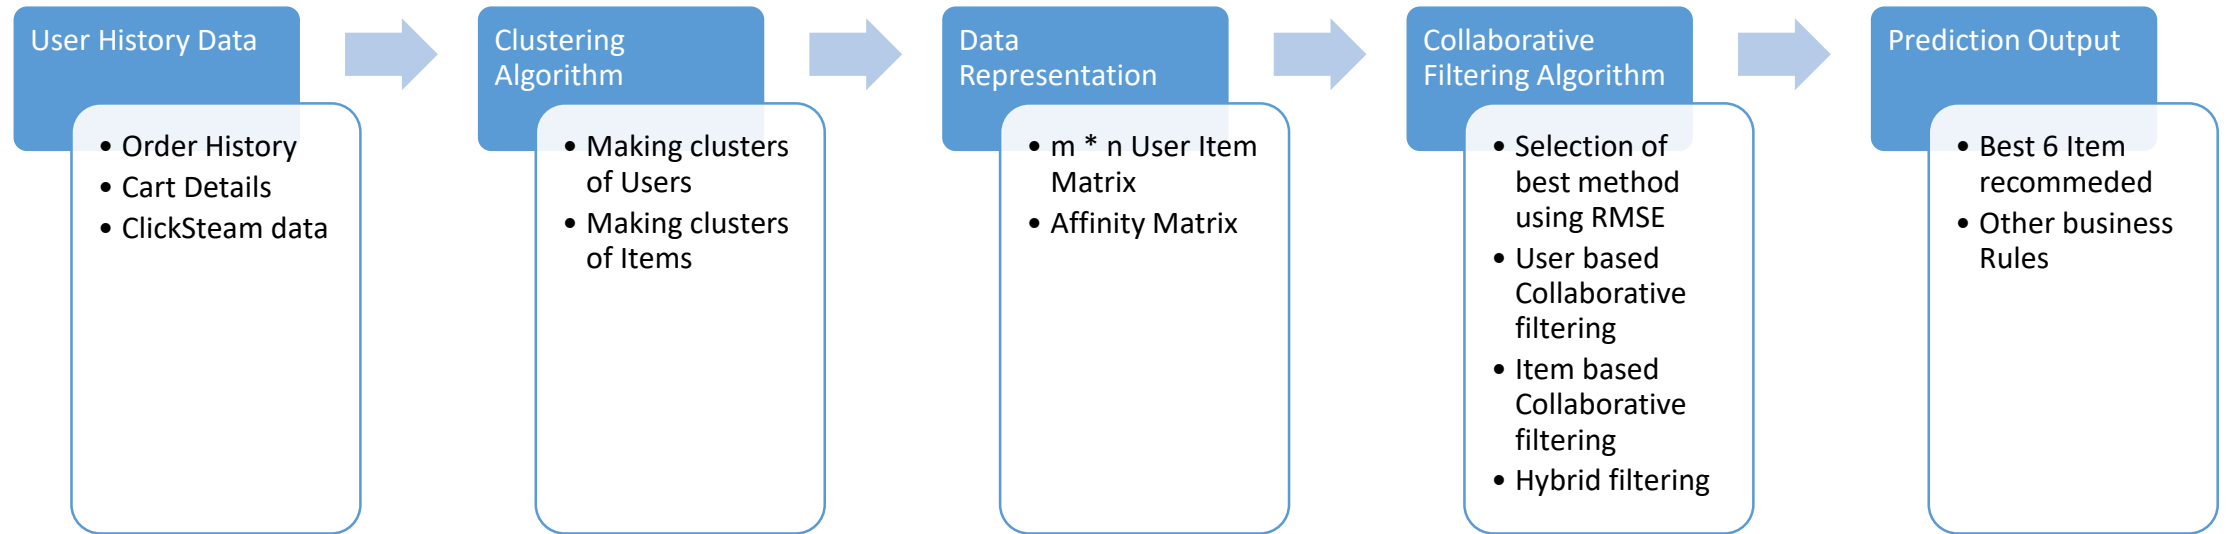 User History Data
• Order History
• Cart Details
• ClickSteam data
Clustering
Algorithm
• Making clusters
of Users
• Making clusters
of Items
Data
Representation
• m * n User Item
Matrix
• Affinity Matrix
Collaborative
Filtering Algorithm
• Selection of
best method
using RMSE
• User based
Collaborative
filtering
• Item based
Collaborative
filtering
• Hybrid filtering
Prediction Output
• Best 6 Item
recommeded
• Other business
Rules